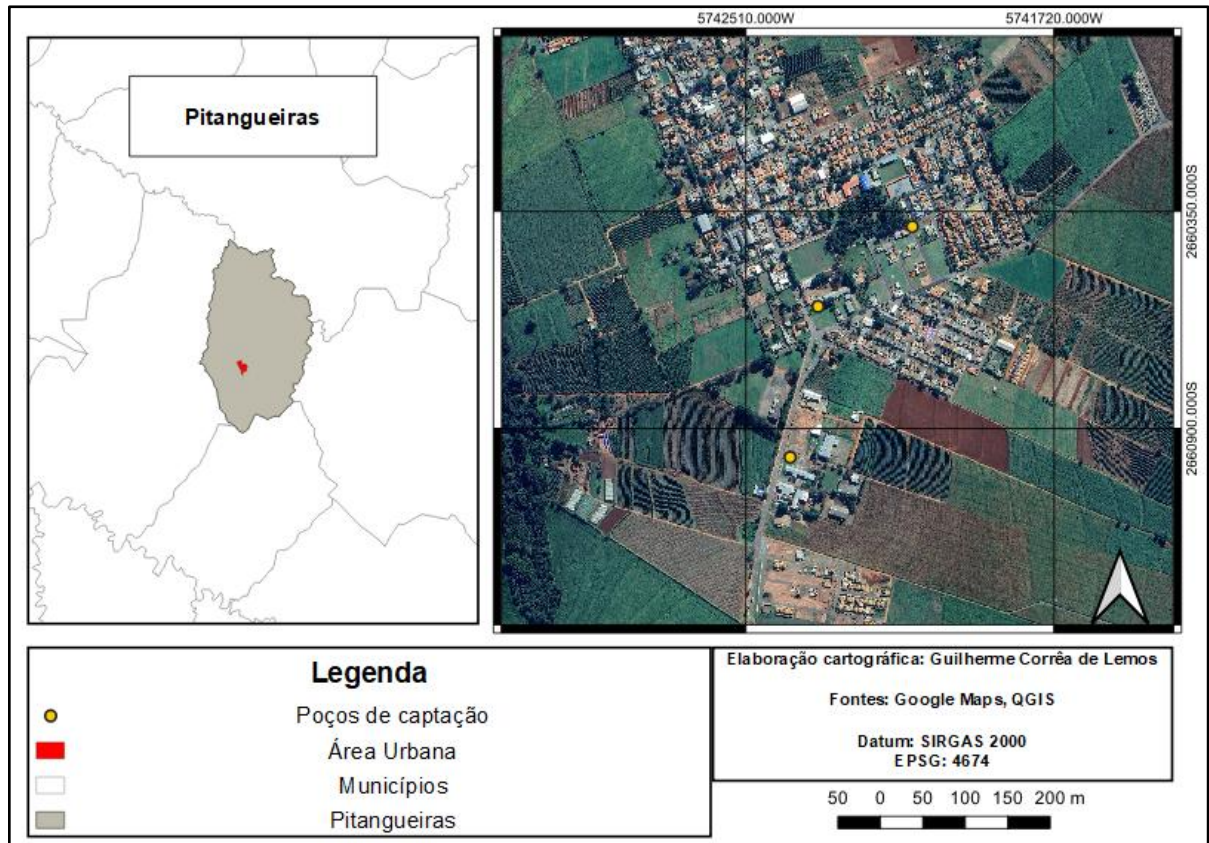 5742510.000W 5741720.000W
Pitangueiras
2660350.000S
2660900.000S
Legenda
Poços de captação
Área Urbana
Municípios
Pitangueiras
Elaboração cartográfica: Guilherme Corrêa de Lemos
Fontes: Google Maps, QGIS
Datum: SIRGAS 2000
EPSG: 4674
50 0 50 100 150 200 m